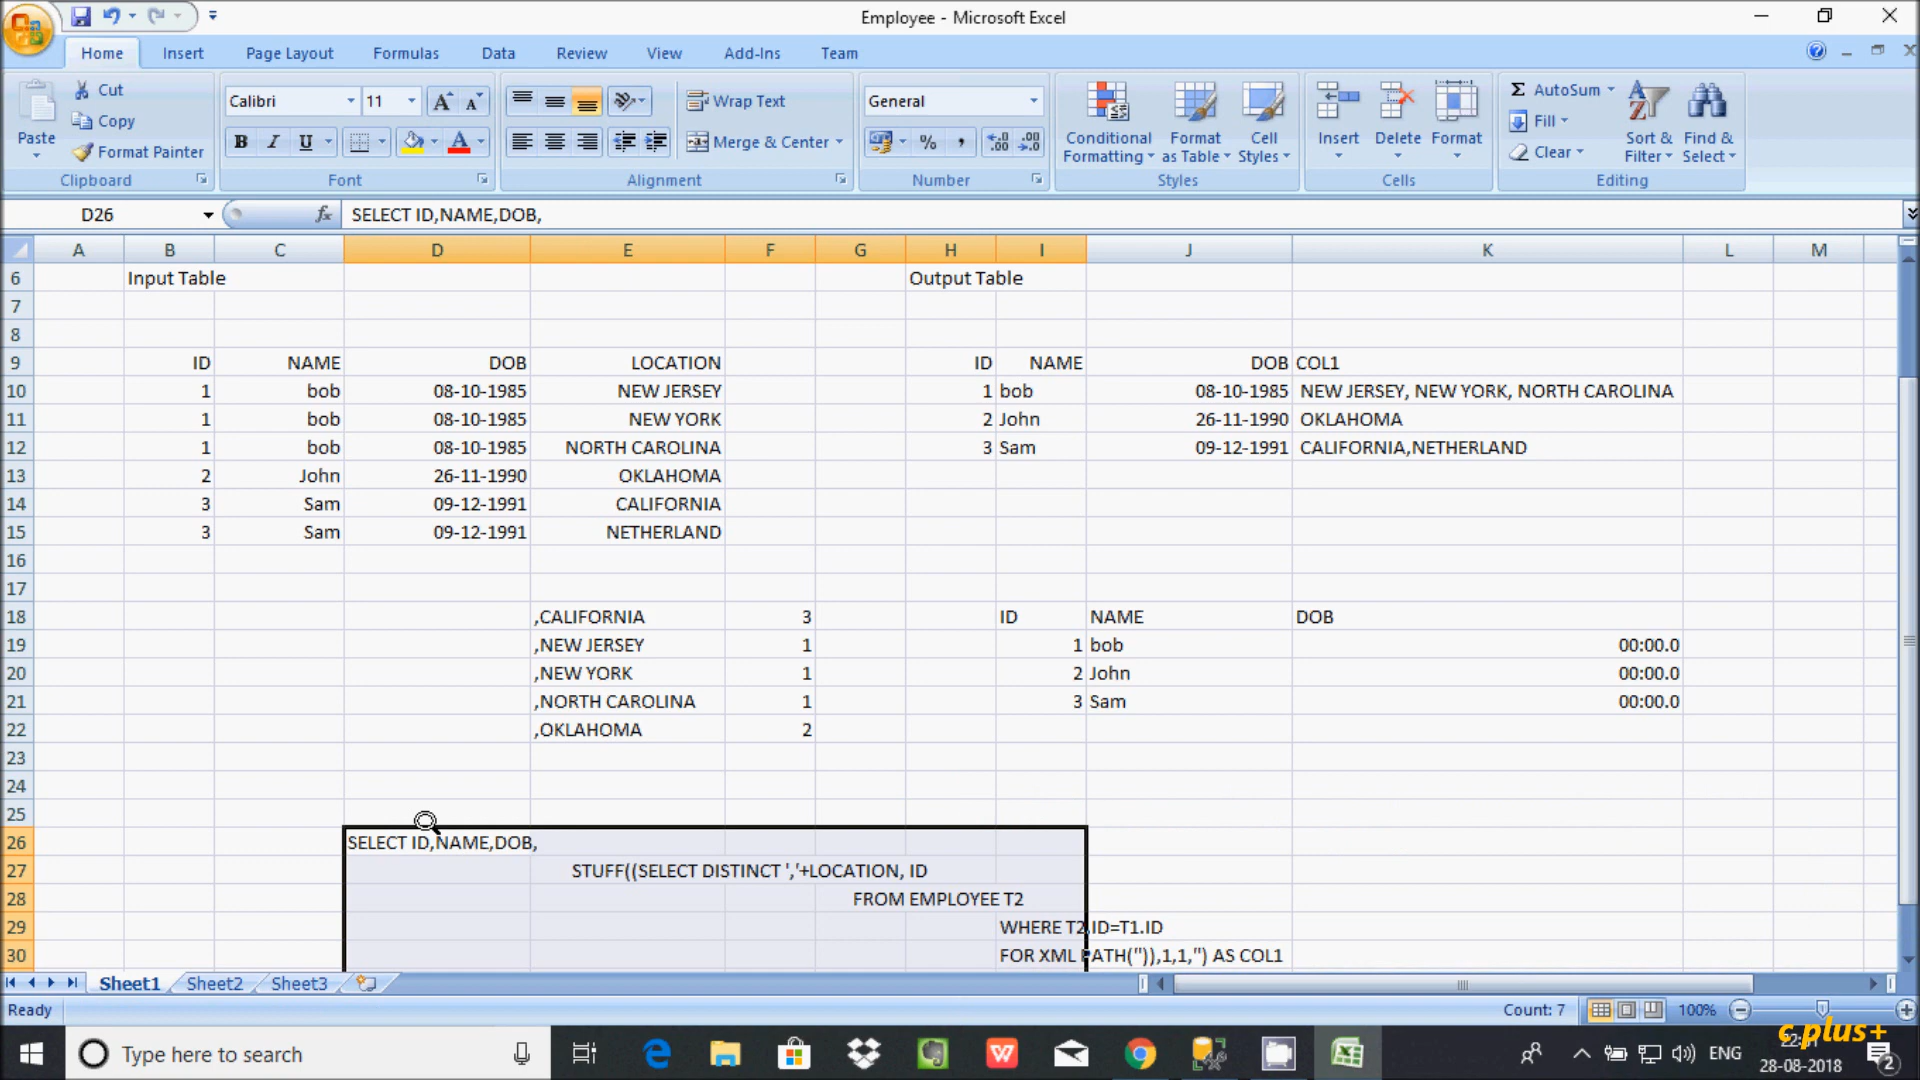 Employee - Microsoft Excel
Home Insert Page Layout Formulas Data Review View Add-Ins Team
Paste Cut Copy Format Painter Clipboard
Calibri 11 B I U Font
Wrap Text Merge & Center Alignment
General % , Number
Conditional Formatting Format as Table Cell Styles Styles
Insert Delete Format Cells
Σ AutoSum Fill Clear Sort & Filter Find & Select Editing
D26 fx SELECT ID,NAME,DOB,
A B C D E F G H I J K L M
6 Input Table Output Table
7
8
9 ID NAME DOB LOCATION ID NAME DOB COL1
10 1 bob 08-10-1985 NEW JERSEY 1 bob 08-10-1985 NEW JERSEY, NEW YORK, NORTH CAROLINA
11 1 bob 08-10-1985 NEW YORK 2 John 26-11-1990 OKLAHOMA
12 1 bob 08-10-1985 NORTH CAROLINA 3 Sam 09-12-1991 CALIFORNIA,NETHERLAND
13 2 John 26-11-1990 OKLAHOMA
14 3 Sam 09-12-1991 CALIFORNIA
15 3 Sam 09-12-1991 NETHERLAND
16
17
18 ,CALIFORNIA 3 ID NAME DOB
19 ,NEW JERSEY 1 1 bob 00:00.0
20 ,NEW YORK 1 2 John 00:00.0
21 ,NORTH CAROLINA 1 3 Sam 00:00.0
22 ,OKLAHOMA 2
23
24
25
26 SELECT ID,NAME,DOB,
27 STUFF((SELECT DISTINCT ','+LOCATION, ID
28 FROM EMPLOYEE T2
29 WHERE T2.ID=T1.ID
30 FOR XML PATH('')),1,1,'') AS COL1
Sheet1 Sheet2 Sheet3
Ready Count: 7 100%
c plus+
Type here to search ENG
28-08-2018 2